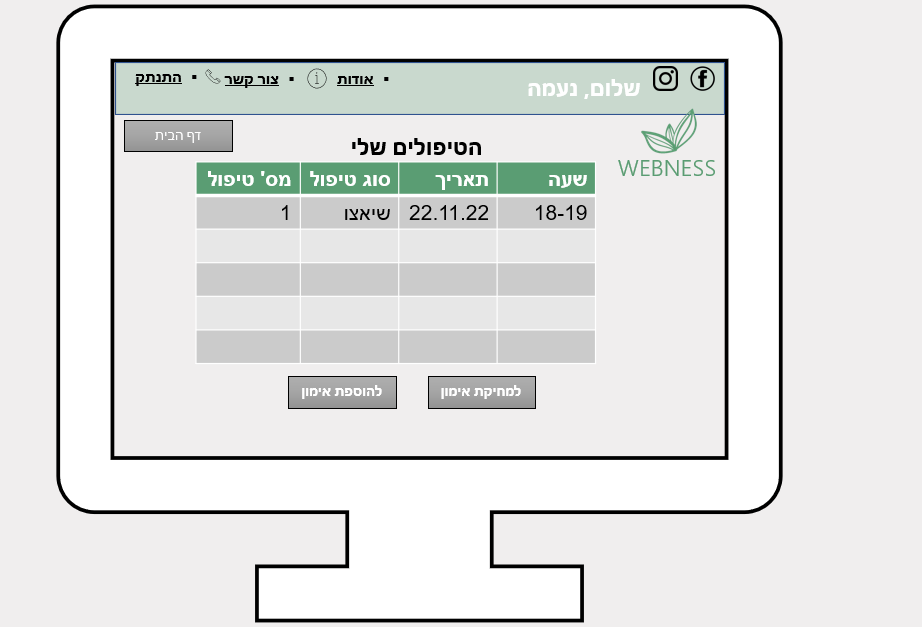 שלום, נעמה
▪ אודות
▪ צור קשר
▪ התנתק
WEBNESS
דף הבית
הטיפולים שלי
שעה תאריך סוג טיפול מס' טיפול
18-19 22.11.22 שיאצו 1
למחיקת אימון
להוספת אימון